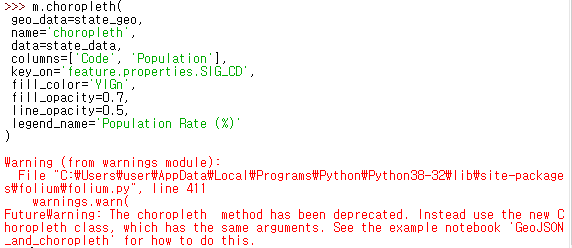 >>> m.choropleth(
 geo_data=state_geo,
 name='choropleth',
 data=state_data,
 columns=['Code', 'Population'],
 key_on='feature.properties.SIG_CD',
 fill_color='YlGn',
 fill_opacity=0.7,
 line_opacity=0.5,
 legend_name='Population Rate (%)'
)
Warning (from warnings module):
  File "C:₩Users₩user₩AppData₩Local₩Programs₩Python₩Python38-32₩lib₩site-package
s₩folium₩folium.py", line 411
    warnings.warn(
FutureWarning: The choropleth  method has been deprecated. Instead use the new C
horopleth class, which has the same arguments. See the example notebook 'GeoJSON
_and_choropleth' for how to do this.